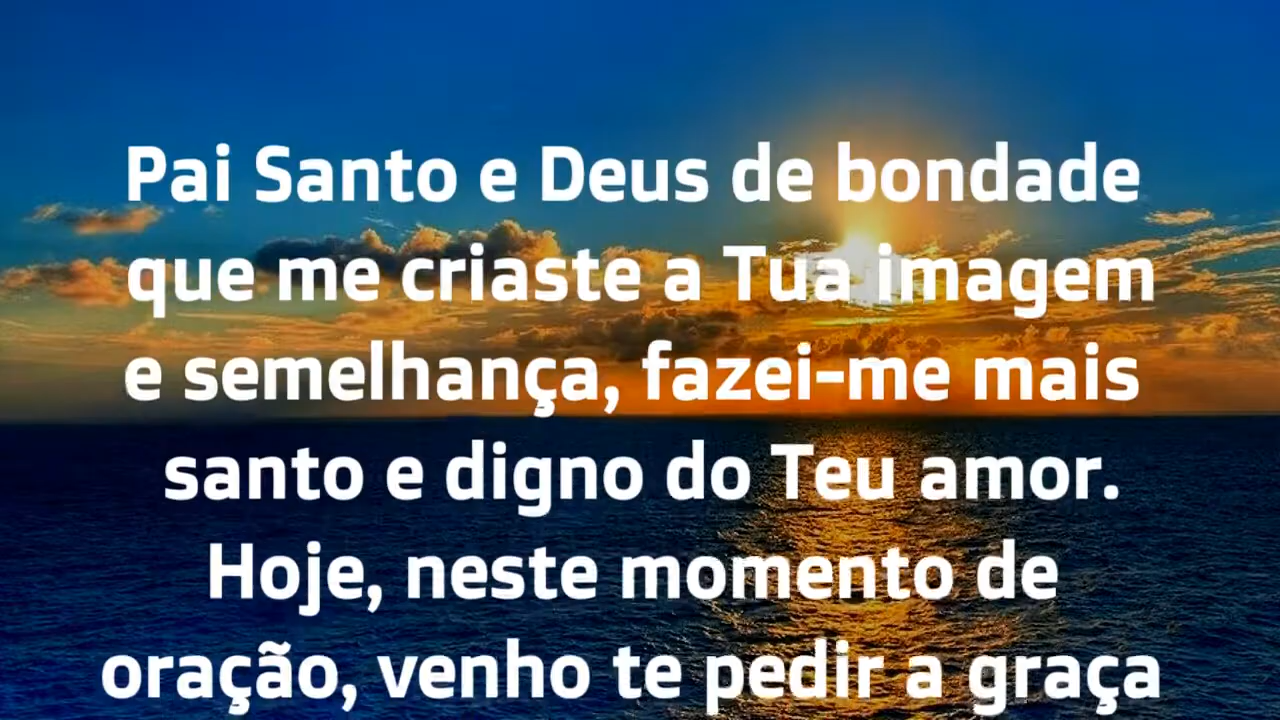 Pai Santo e Deus de bondade
que me criaste a Tua imagem
e semelhança, fazei-me mais
santo e digno do Teu amor.
Hoje, neste momento de
oração, venho te pedir a graça